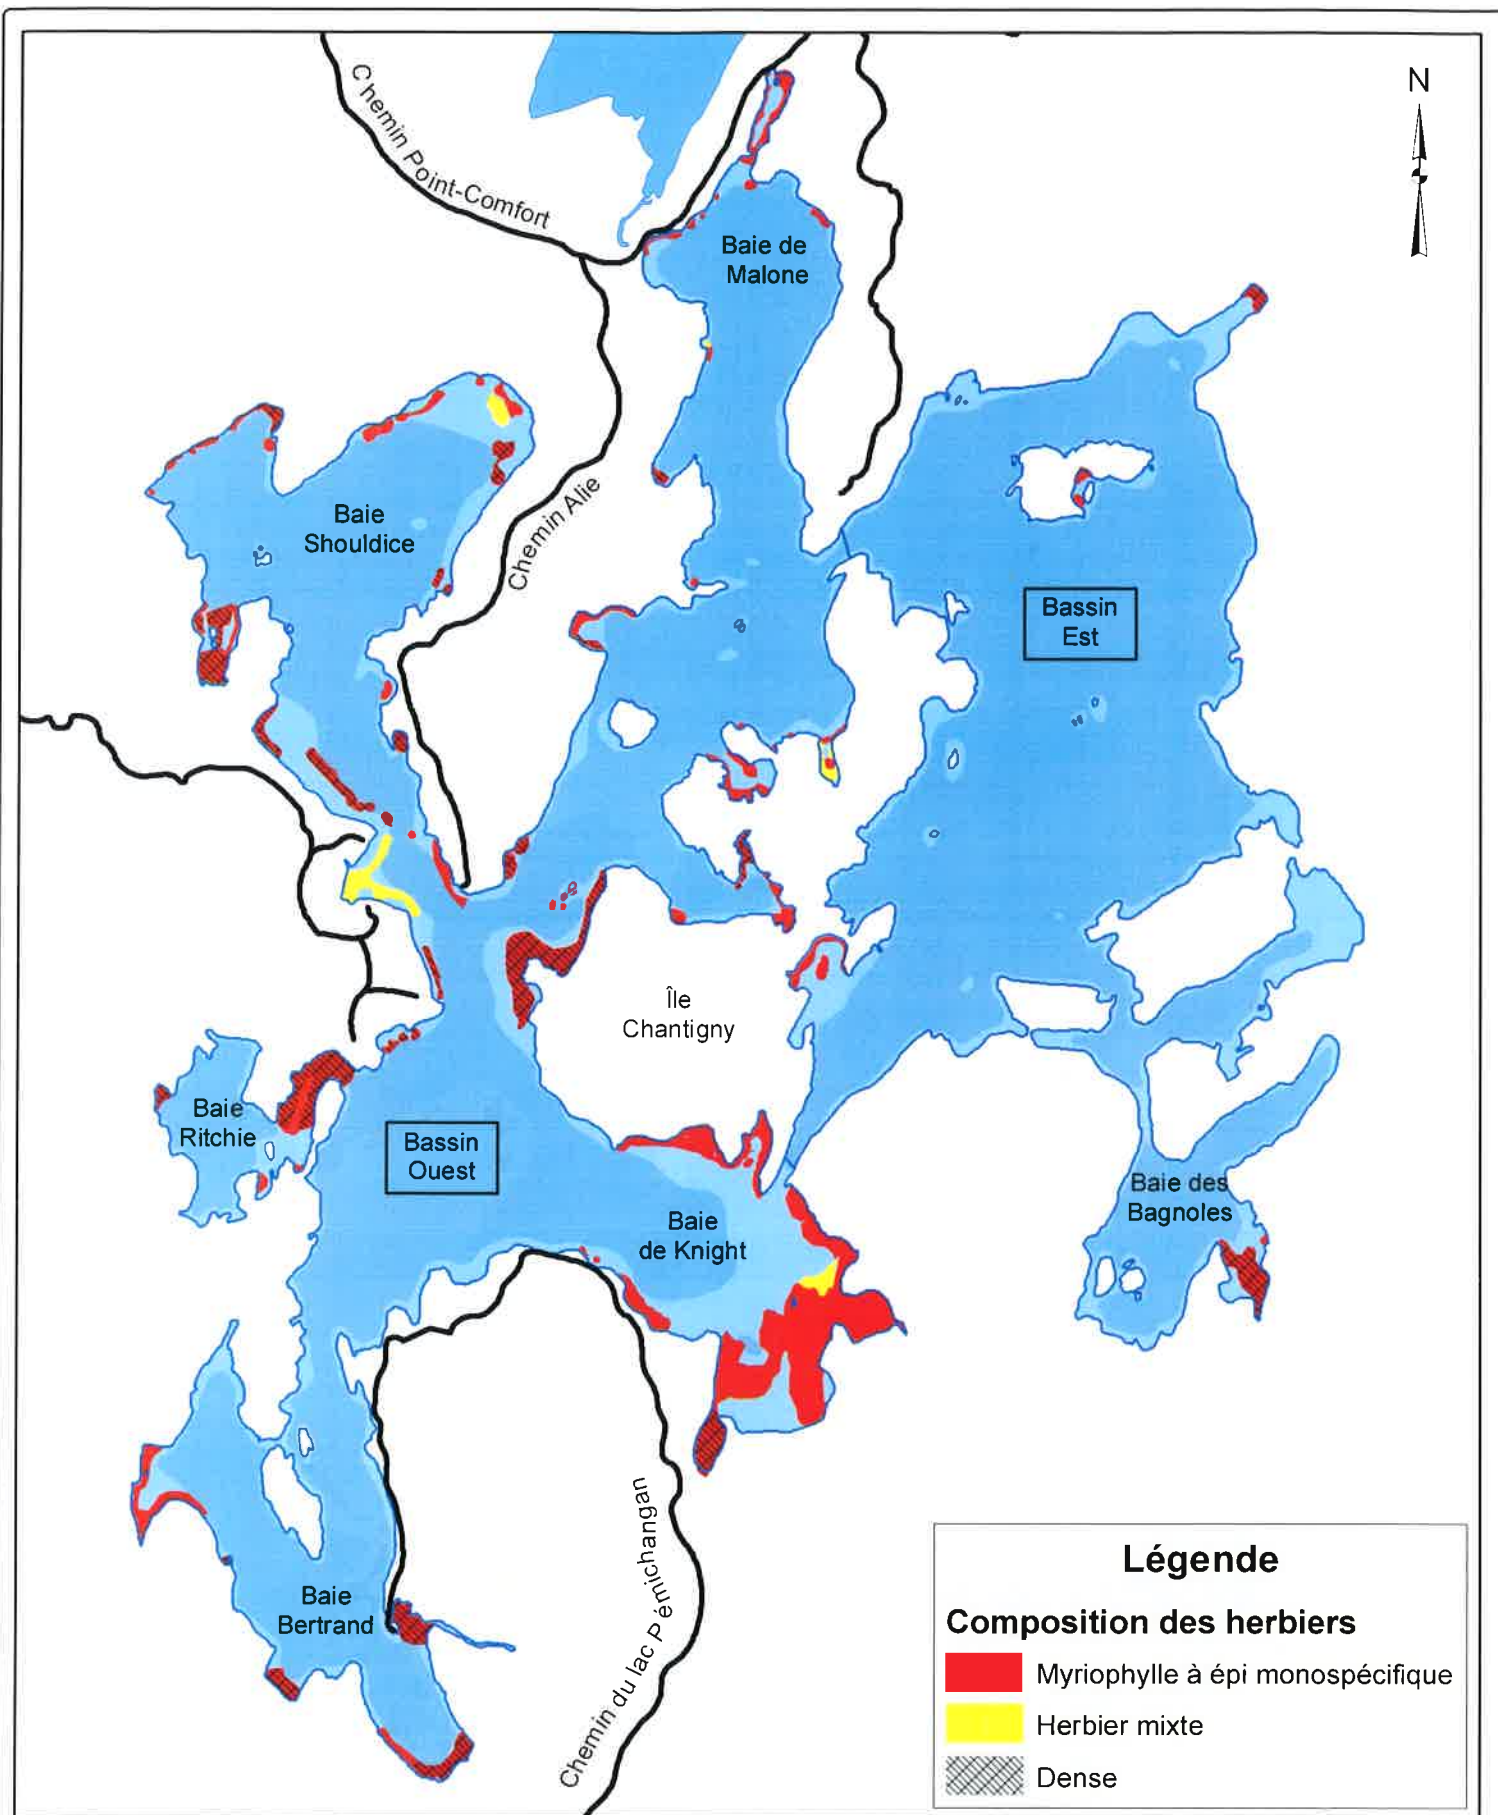 N
Chemin Point-Comfort
Baie de
Malone
Baie
Shouldice
Chemin Alie
Bassin
Est
Île
Chantigny
Baie
Ritchie
Bassin
Ouest
Baie
de Knight
Baie des
Bagnoles
Baie
Bertrand
Chemin du lac Pémichangan
Légende
Composition des herbiers
Myriophylle à épi monospécifique
Herbier mixte
Dense